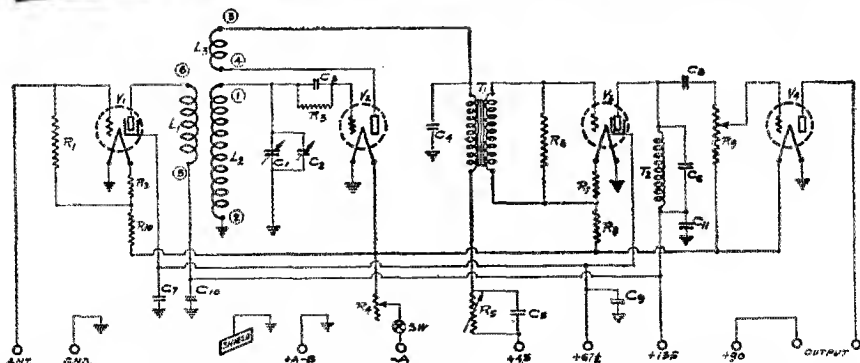 3
L3
4
V1 6 1 C3 V2 T1 V3 C8 V4
R1 L1 L2 R3 C4 R6 R9
C1 C2 T2 C6
5
R2 R7
2 C11
R10 R8
C7 C10 R4 SW R5 C5 C9
SHIELD
ANT GND +A-B -A +45 +67½ +135 +90 OUTPUT